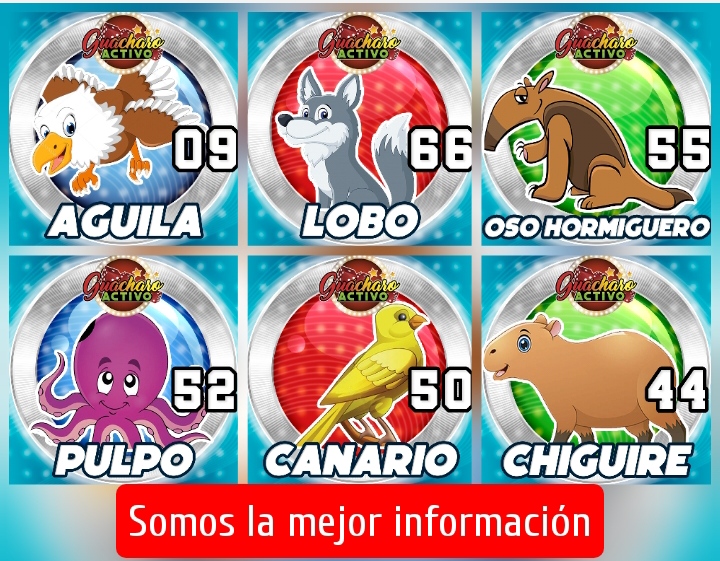 Guacharo Guacharo Guacharo
ACTIVO ACTIVO ACTIVO
09 66 55
AGUILA LOBO OSO HORMIGUERO
Guacharo Guacharo Guacharo
ACTIVO ACTIVO ACTIVO
52 50 44
PULPO CANARIO CHIGUIRE
Somos la mejor información